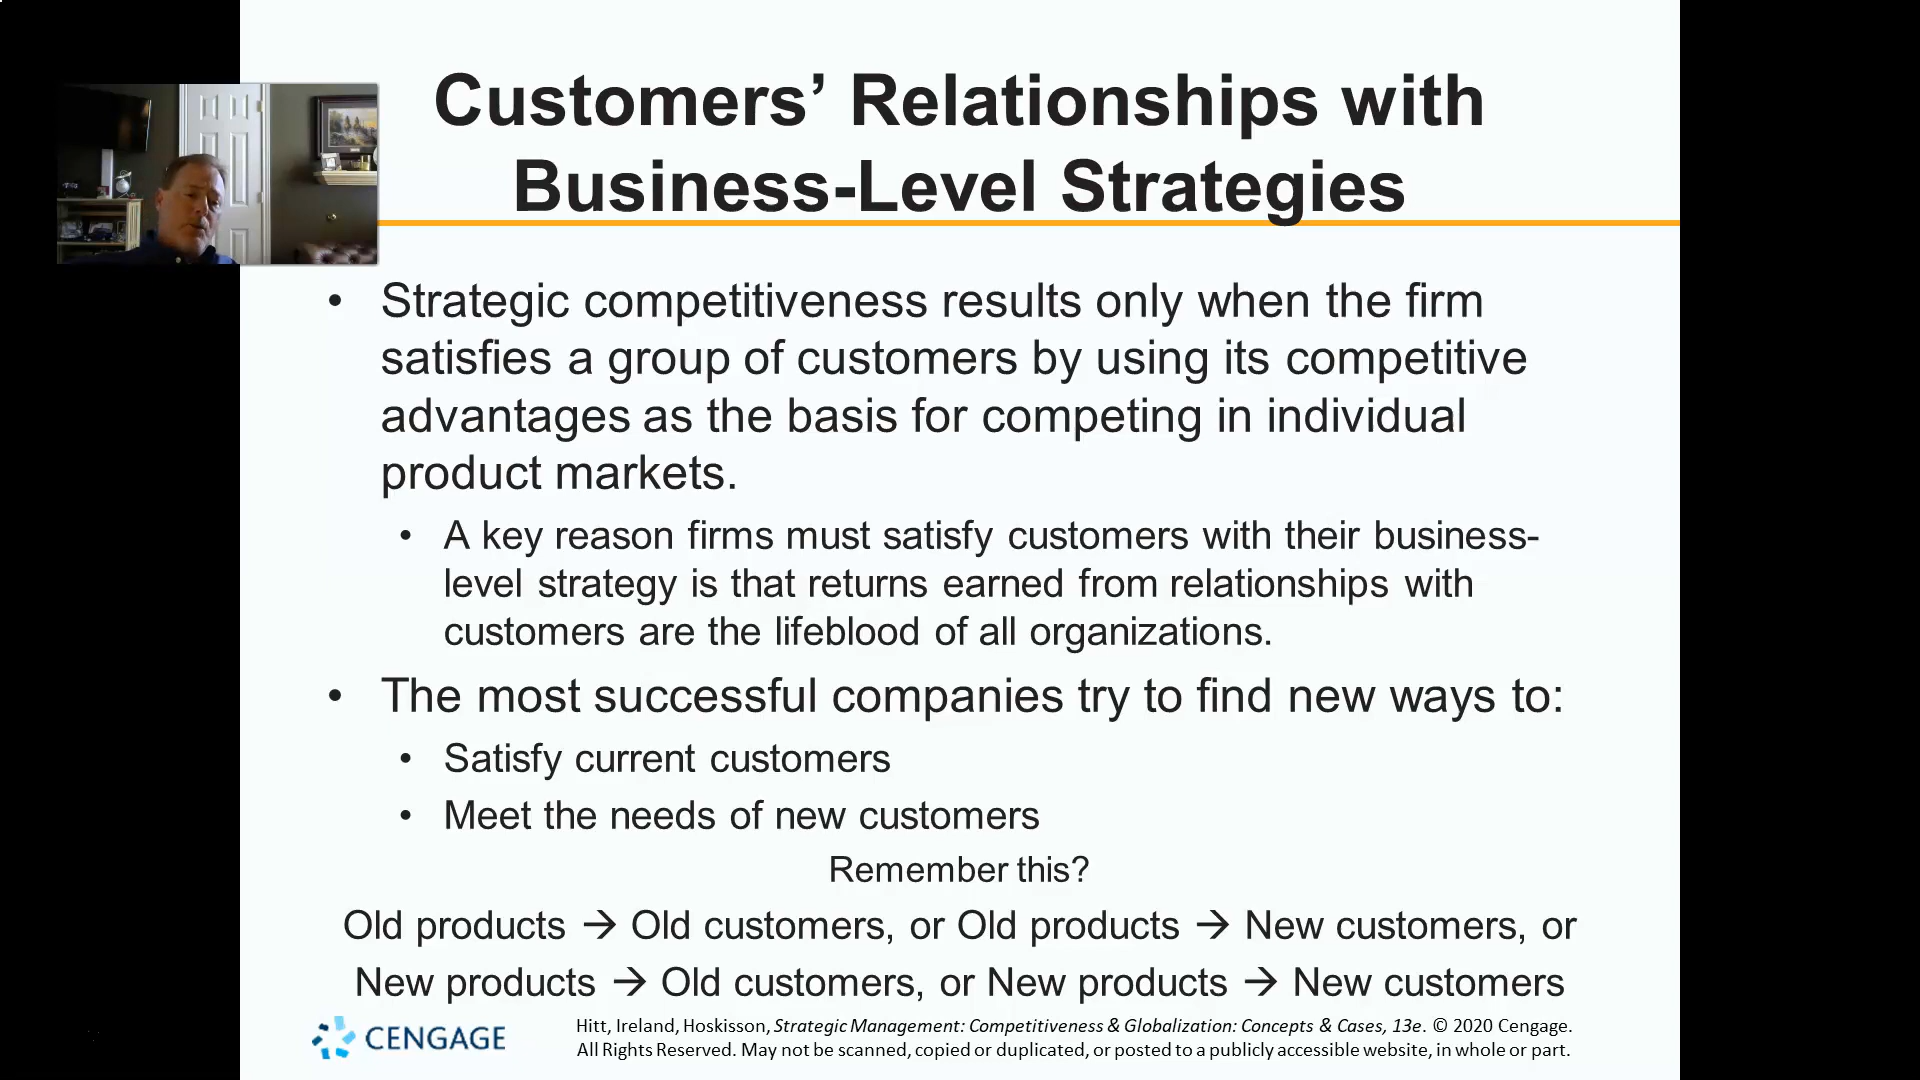 Customers’ Relationships with
Business-Level Strategies
• Strategic competitiveness results only when the firm
satisfies a group of customers by using its competitive
advantages as the basis for competing in individual
product markets.
• A key reason firms must satisfy customers with their business-
level strategy is that returns earned from relationships with
customers are the lifeblood of all organizations.
• The most successful companies try to find new ways to:
• Satisfy current customers
• Meet the needs of new customers
Remember this?
Old products → Old customers, or Old products → New customers, or
New products → Old customers, or New products → New customers
CENGAGE
Hitt, Ireland, Hoskisson, Strategic Management: Competitiveness & Globalization: Concepts & Cases, 13e. © 2020 Cengage.
All Rights Reserved. May not be scanned, copied or duplicated, or posted to a publicly accessible website, in whole or part.